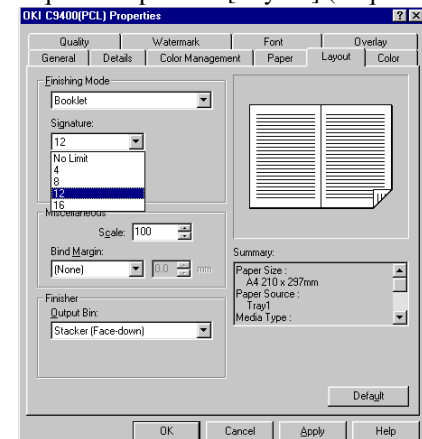 OKI C9400(PCL) Properties
Quality Watermark Font Overlay
General Details Color Management Paper Layout Color
Finishing Mode
Booklet
Signature:
12
No Limit
4
8
12
16
Miscellaneous
Scale: 100
Bind Margin:
(None) 0.0 mm
Finisher
Output Bin:
Stacker (Face-down)
Summary:
Paper Size :
A4 210 x 297mm
Paper Source :
Tray1
Media Type :
Default
OK Cancel Apply Help